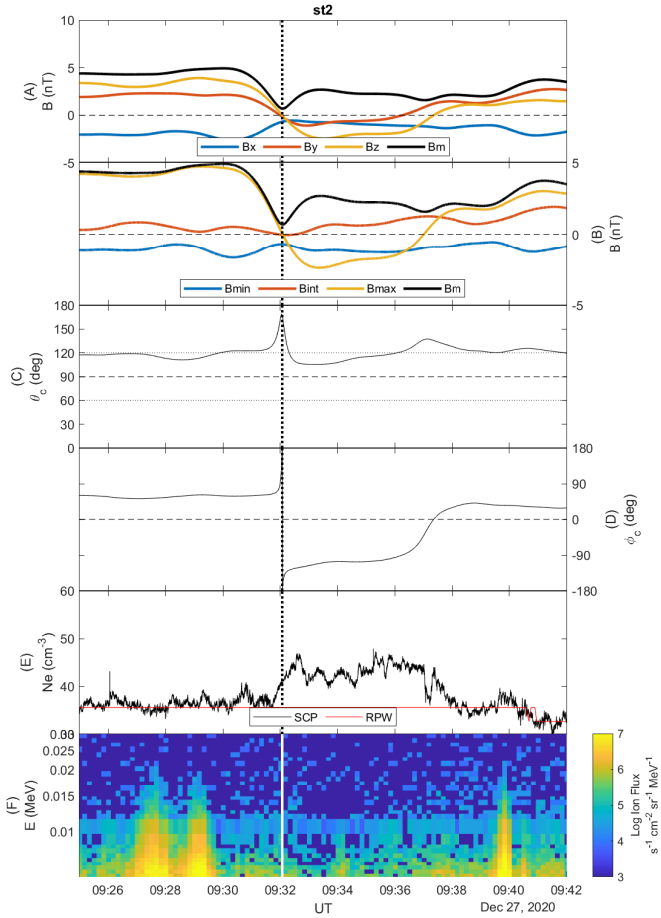 st2
10
5
0
-5
(A)
B (nT)
Bx By Bz Bm
5
0
-5
(B)
B (nT)
Bmin Bint Bmax Bm
180
150
120
90
60
30
0
(C)
θc (deg)
180
90
0
-90
-180
(D)
ϕc (deg)
60
50
40
30
(E)
Ne (cm-3)
SCP RPW
0.03
0.025
0.02
0.015
0.01
(F)
E (MeV)
7
6
5
4
3
Log Ion Flux
s-1 cm-2 sr-1 MeV-1
09:26 09:28 09:30 09:32 09:34 09:36 09:38 09:40 09:42
UT
Dec 27, 2020